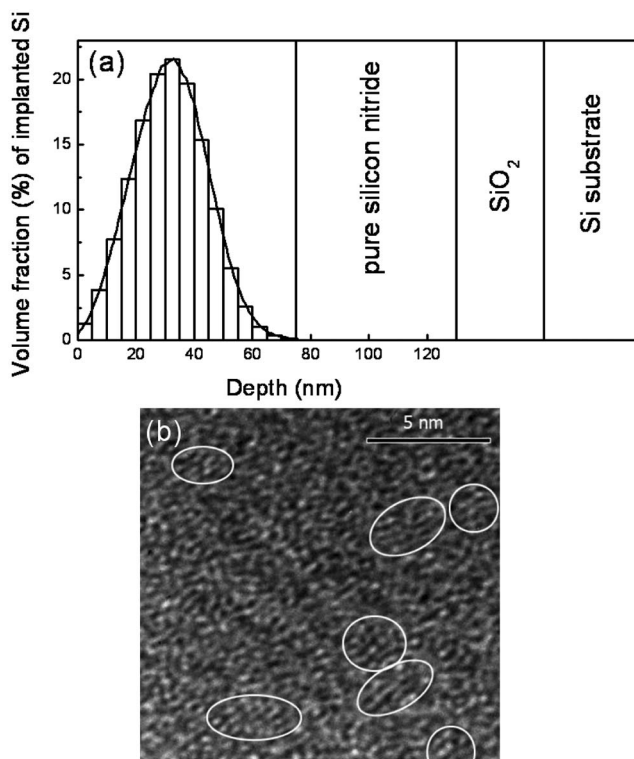 (a)
Volume fraction (%) of implanted Si
20
15
10
5
0
0 20 40 60 80 100 120
Depth (nm)
pure silicon nitride
SiO₂
Si substrate
(b)
5 nm